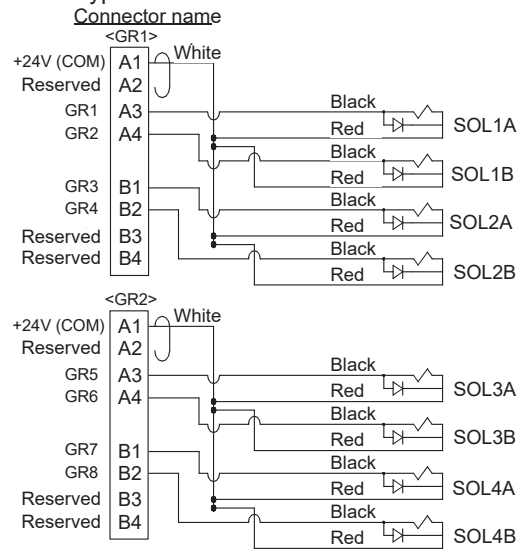 Connector name
<GR1>
White
+24V (COM) A1
Reserved A2
GR1 A3 Black
Red SOL1A
GR2 A4 Black
Red SOL1B
GR3 B1 Black
Red SOL2A
GR4 B2 Black
Red SOL2B
Reserved B3
Reserved B4
<GR2>
White
+24V (COM) A1
Reserved A2
GR5 A3 Black
Red SOL3A
GR6 A4 Black
Red SOL3B
GR7 B1 Black
Red SOL4A
GR8 B2 Black
Red SOL4B
Reserved B3
Reserved B4